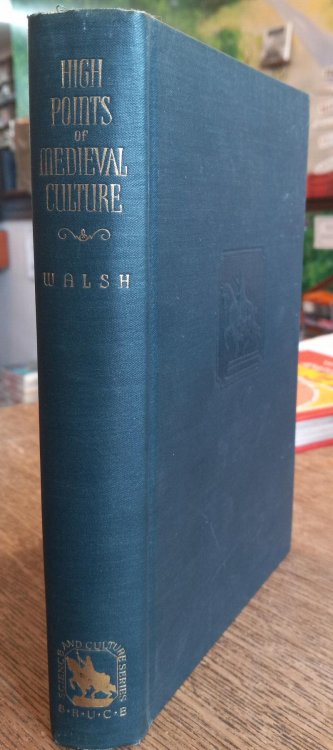 HIGH
POINTS
of
MEDIEVAL
CULTURE
WALSH
SCIENCE AND CULTURE SERIES
B·R·U·C·E